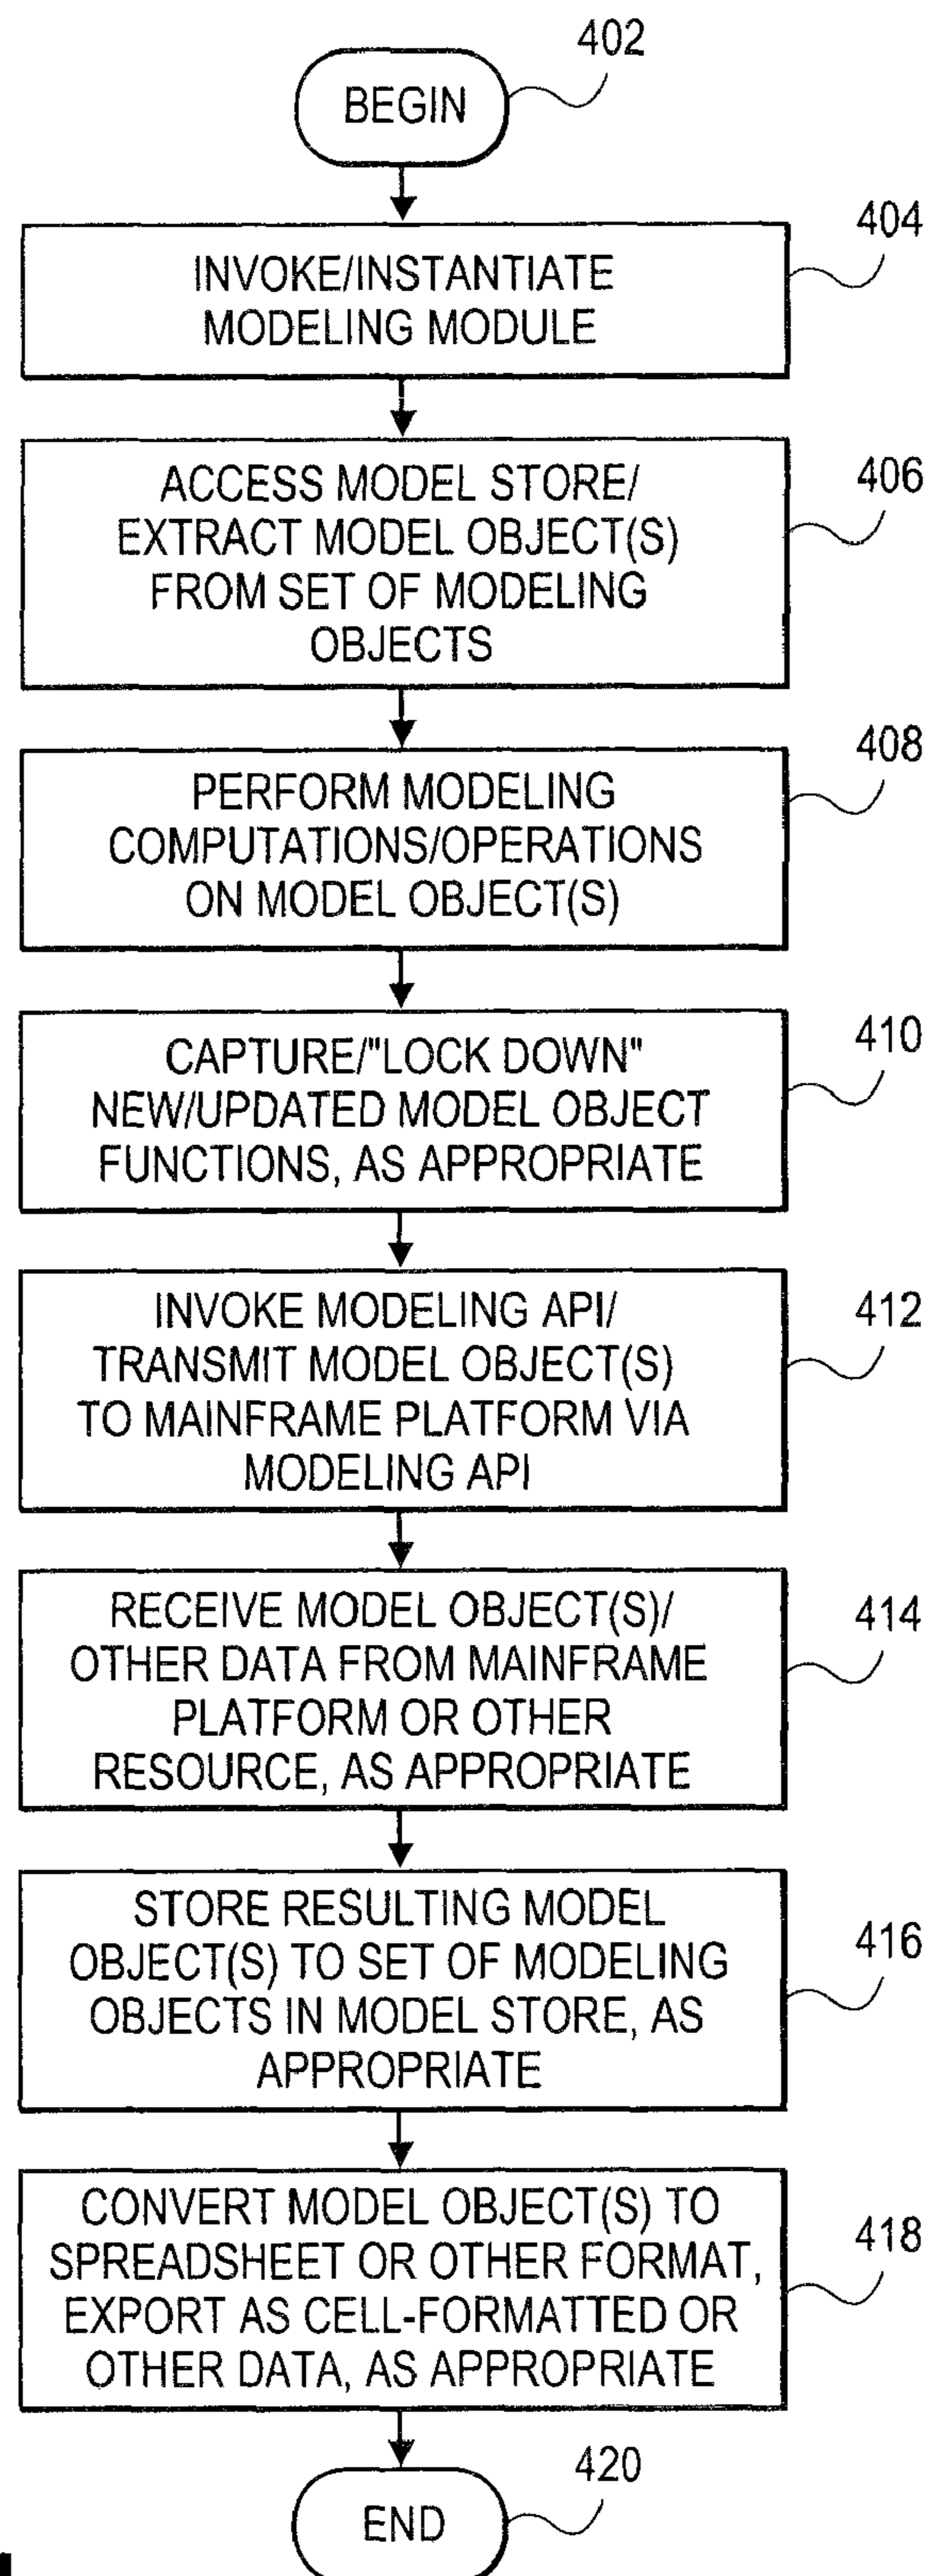 402
BEGIN
404
INVOKE/INSTANTIATE
MODELING MODULE
406
ACCESS MODEL STORE/
EXTRACT MODEL OBJECT(S)
FROM SET OF MODELING
OBJECTS
408
PERFORM MODELING
COMPUTATIONS/OPERATIONS
ON MODEL OBJECT(S)
410
CAPTURE/"LOCK DOWN"
NEW/UPDATED MODEL OBJECT
FUNCTIONS, AS APPROPRIATE
412
INVOKE MODELING API/
TRANSMIT MODEL OBJECT(S)
TO MAINFRAME PLATFORM VIA
MODELING API
414
RECEIVE MODEL OBJECT(S)/
OTHER DATA FROM MAINFRAME
PLATFORM OR OTHER
RESOURCE, AS APPROPRIATE
416
STORE RESULTING MODEL
OBJECT(S) TO SET OF MODELING
OBJECTS IN MODEL STORE, AS
APPROPRIATE
418
CONVERT MODEL OBJECT(S) TO
SPREADSHEET OR OTHER FORMAT,
EXPORT AS CELL-FORMATTED OR
OTHER DATA, AS APPROPRIATE
420
END